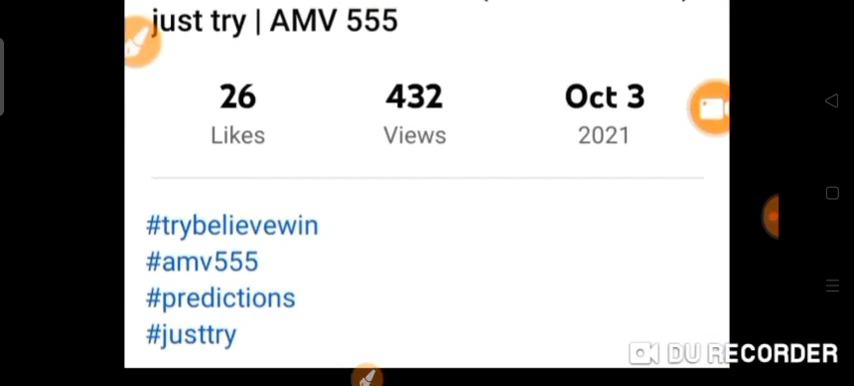 just try | AMV 555
26
432
Oct 3
Likes
Views
2021
#trybelievewin
#amv555
#predictions
#justtry
DU RECORDER